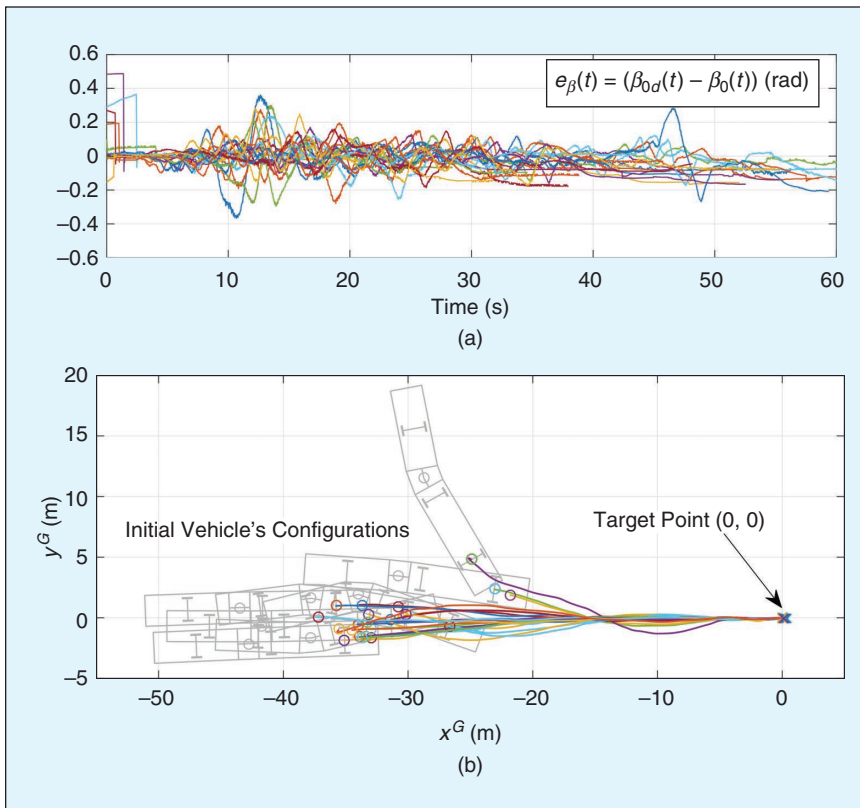 0.6
0.4
0.2
0
−0.2
−0.4
−0.6
e_β(t) = (β_0d(t) − β_0(t)) (rad)
0 10 20 30 40 50 60
Time (s)
(a)
20
15
10
5
0
−5
y^G (m)
Initial Vehicle's Configurations
Target Point (0, 0)
−50 −40 −30 −20 −10 0
x^G (m)
(b)